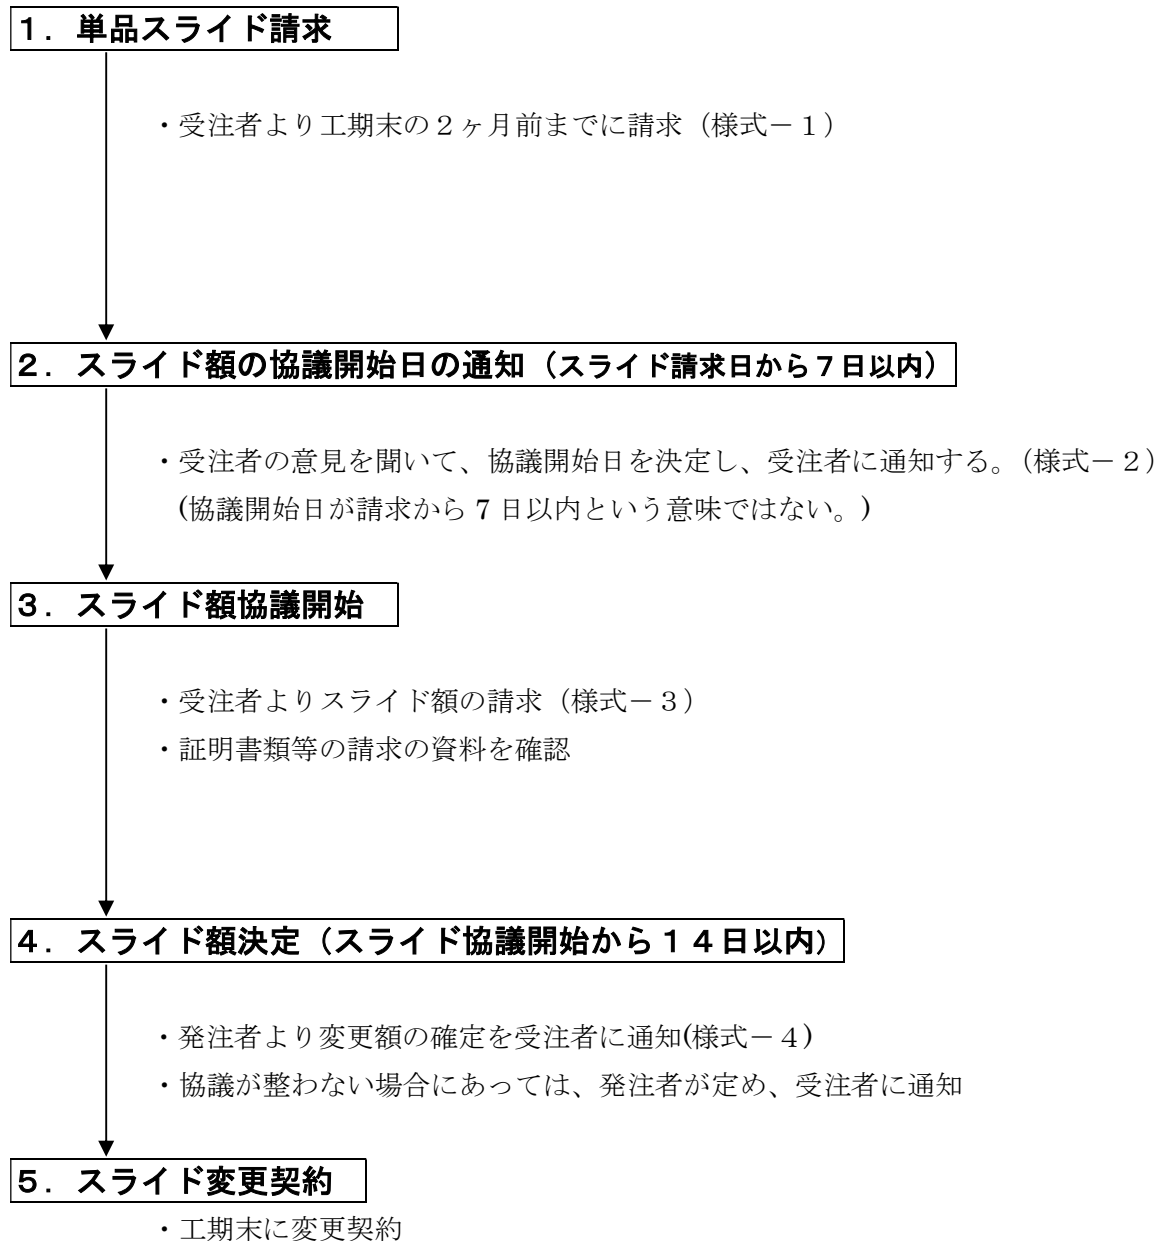 １．単品スライド請求
・受注者より工期末の２ヶ月前までに請求（様式－１）
２．スライド額の協議開始日の通知（スライド請求日から７日以内）
・受注者の意見を聞いて、協議開始日を決定し、受注者に通知する。（様式－２）
(協議開始日が請求から 7 日以内という意味ではない。)
３．スライド額協議開始
・受注者よりスライド額の請求（様式－３）
・証明書類等の請求の資料を確認
４．スライド額決定（スライド協議開始から１４日以内）
・発注者より変更額の確定を受注者に通知(様式－４)
・協議が整わない場合にあっては、発注者が定め、受注者に通知
５．スライド変更契約
・工期末に変更契約